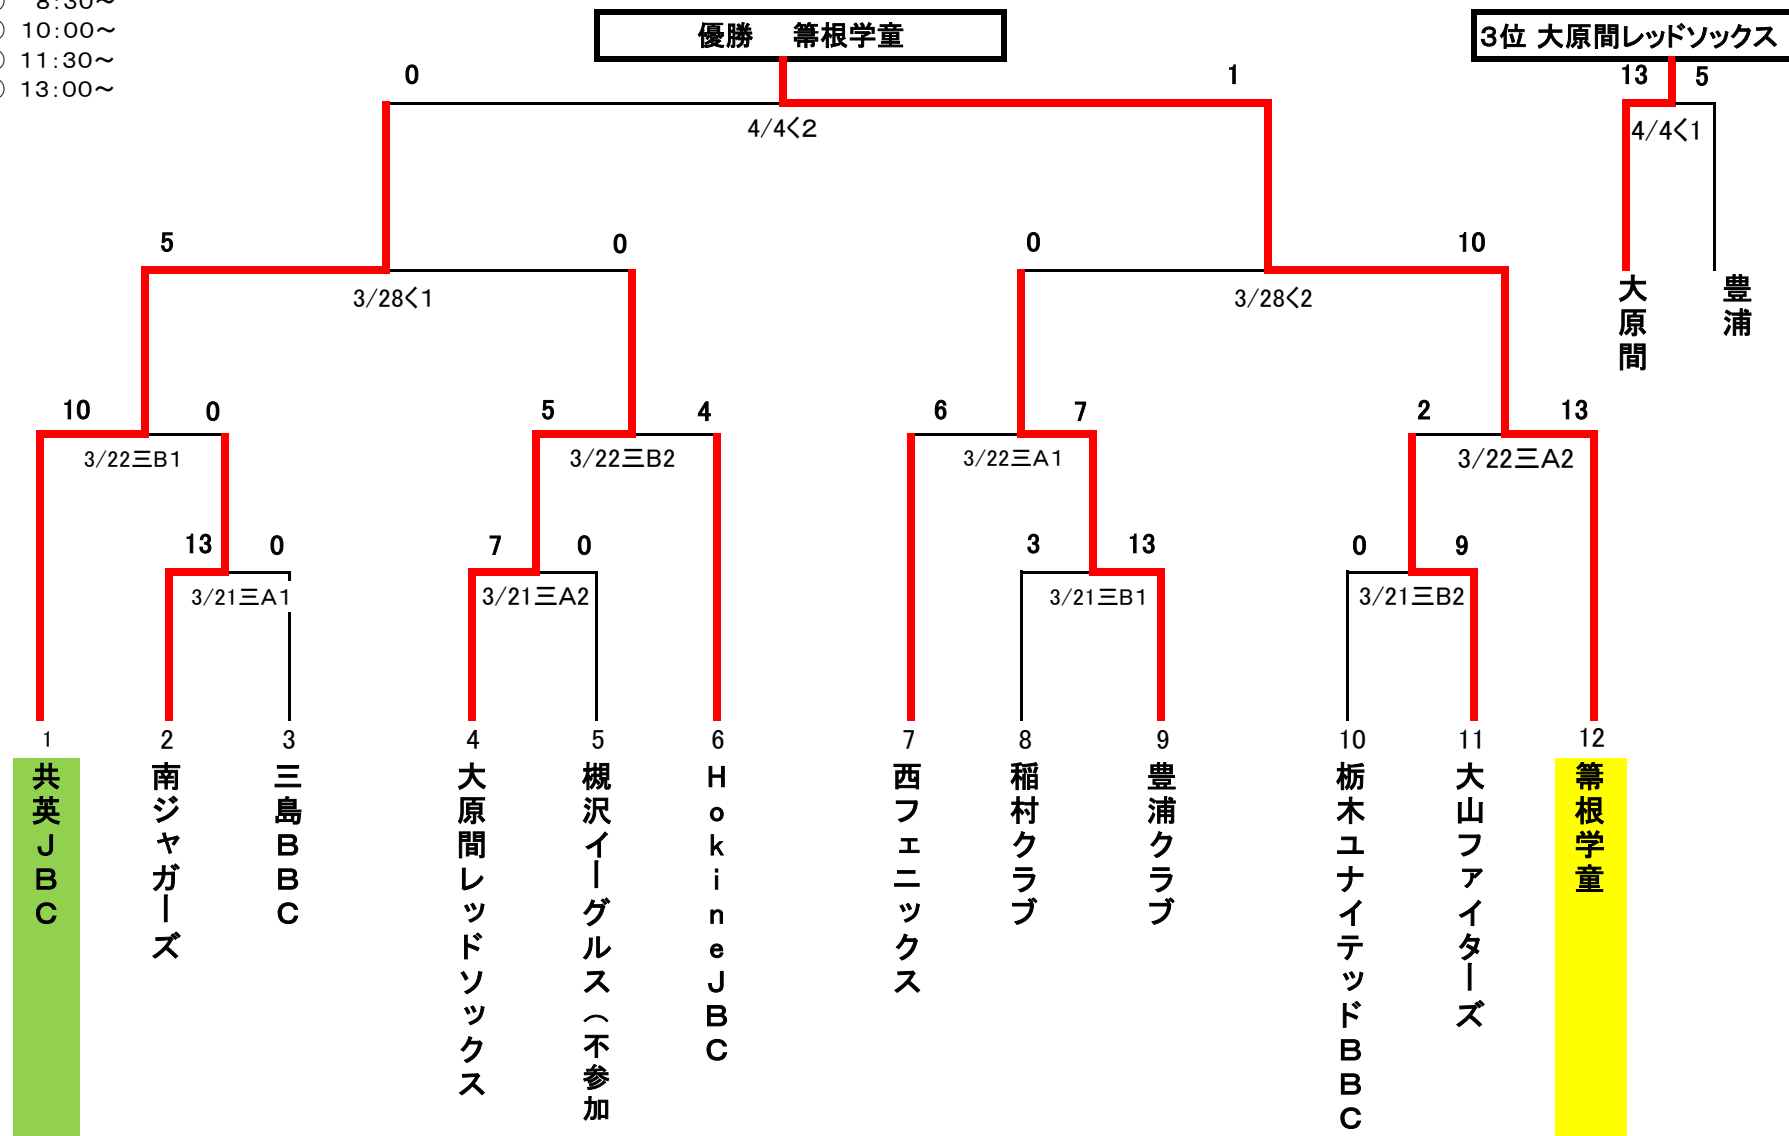 8:30～
10:00～
11:30～
13:00～
優勝　箒根学童
3位 大原間レッドソックス
0
1
13
5
4/4く2
4/4く1
5
0
0
10
3/28く1
3/28く2
大原間
豊浦
10
0
5
4
6
7
2
13
3/22三B1
3/22三B2
3/22三A1
3/22三A2
13
0
7
0
3
13
0
9
3/21三A1
3/21三A2
3/21三B1
3/21三B2
1
2
3
4
5
6
7
8
9
10
11
12
共英JBC
南ジャガーズ
三島BBC
大原間レッドソックス
槻沢イーグルス（不参加
HokineJBC
西フェニックス
稲村クラブ
豊浦クラブ
栃木ユナイテッドBBC
大山ファイターズ
箒根学童